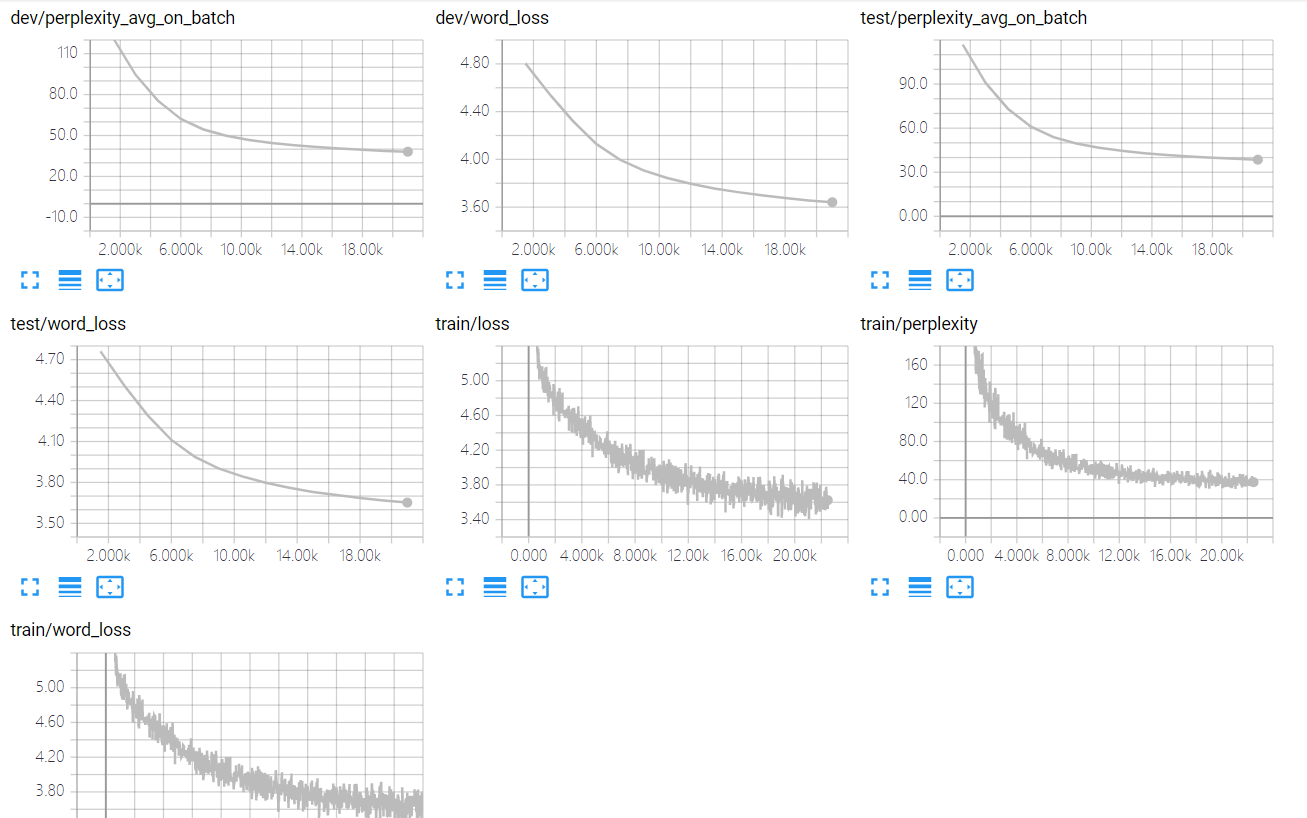 dev/perplexity_avg_on_batch
110
80.0
50.0
20.0
-10.0
2.000k 6.000k 10.00k 14.00k 18.00k
dev/word_loss
4.80
4.40
4.00
3.60
2.000k 6.000k 10.00k 14.00k 18.00k
test/perplexity_avg_on_batch
90.0
60.0
30.0
0.00
2.000k 6.000k 10.00k 14.00k 18.00k
test/word_loss
4.70
4.40
4.10
3.80
3.50
2.000k 6.000k 10.00k 14.00k 18.00k
train/loss
5.00
4.60
4.20
3.80
3.40
0.000 4.000k 8.000k 12.00k 16.00k 20.00k
train/perplexity
160
120
80.0
40.0
0.00
0.000 4.000k 8.000k 12.00k 16.00k 20.00k
train/word_loss
5.00
4.60
4.20
3.80